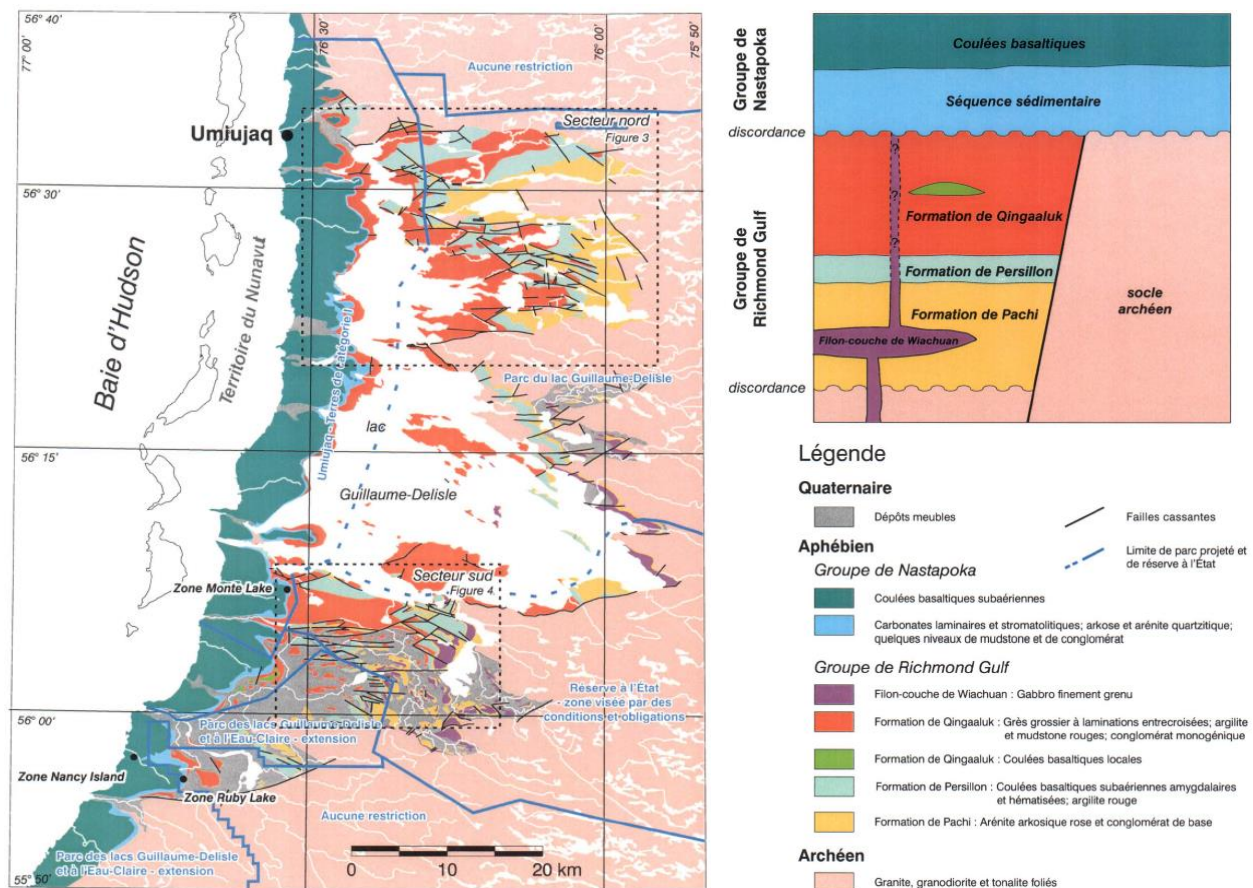 56° 40'
77° 00'
76° 30'
76° 00'
75° 50'
Aucune restriction
Umiujaq
Secteur nord
Figure 3
56° 30'
Baie d'Hudson
Territoire du Nunavut
Umiujaq - Terres de catégorie I
Parc du lac Guillaume-Delisle
lac
56° 15'
Guillaume-Delisle
Zone Monte Lake
Secteur sud
Figure 4
Réserve à l'État
- zone visée par des
conditions et obligations
56° 00'
Parc des lacs Guillaume-Delisle
et à l'Eau-Claire - extension
Zone Nancy Island
Zone Ruby Lake
Aucune restriction
Parc des lacs Guillaume-Delisle
et à l'Eau-Claire - extension
0 10 20 km
55° 50'
Groupe de
Nastapoka
Coulées basaltiques
Séquence sédimentaire
discordance
Groupe de
Richmond Gulf
?
?
Formation de Qingaaluk
?
Formation de Persillon
Formation de Pachi
socle
archéen
Filon-couche de Wiachuan
discordance
Légende
Quaternaire
Dépôts meubles
Failles cassantes
Aphébien
Limite de parc projeté et
de réserve à l'État
Groupe de Nastapoka
Coulées basaltiques subaériennes
Carbonates laminaires et stromatolitiques; arkose et arénite quartzitique;
quelques niveaux de mudstone et de conglomérat
Groupe de Richmond Gulf
Filon-couche de Wiachuan : Gabbro finement grenu
Formation de Qingaaluk : Grès grossier à laminations entrecroisées; argilite
et mudstone rouges; conglomérat monogénique
Formation de Qingaaluk : Coulées basaltiques locales
Formation de Persillon : Coulées basaltiques subaériennes amygdalaires
et hématisées; argilite rouge
Formation de Pachi : Arénite arkosique rose et conglomérat de base
Archéen
Granite, granodiorite et tonalite foliés